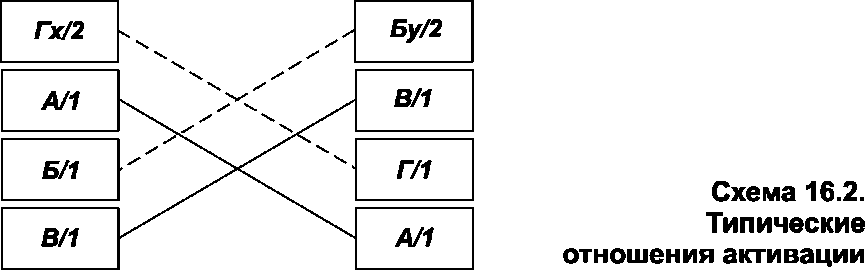 Гх/2
Бу/2
А/1
В/1
Б/1
Г/1
В/1
А/1
Схема 16.2.
Типические
отношения активации